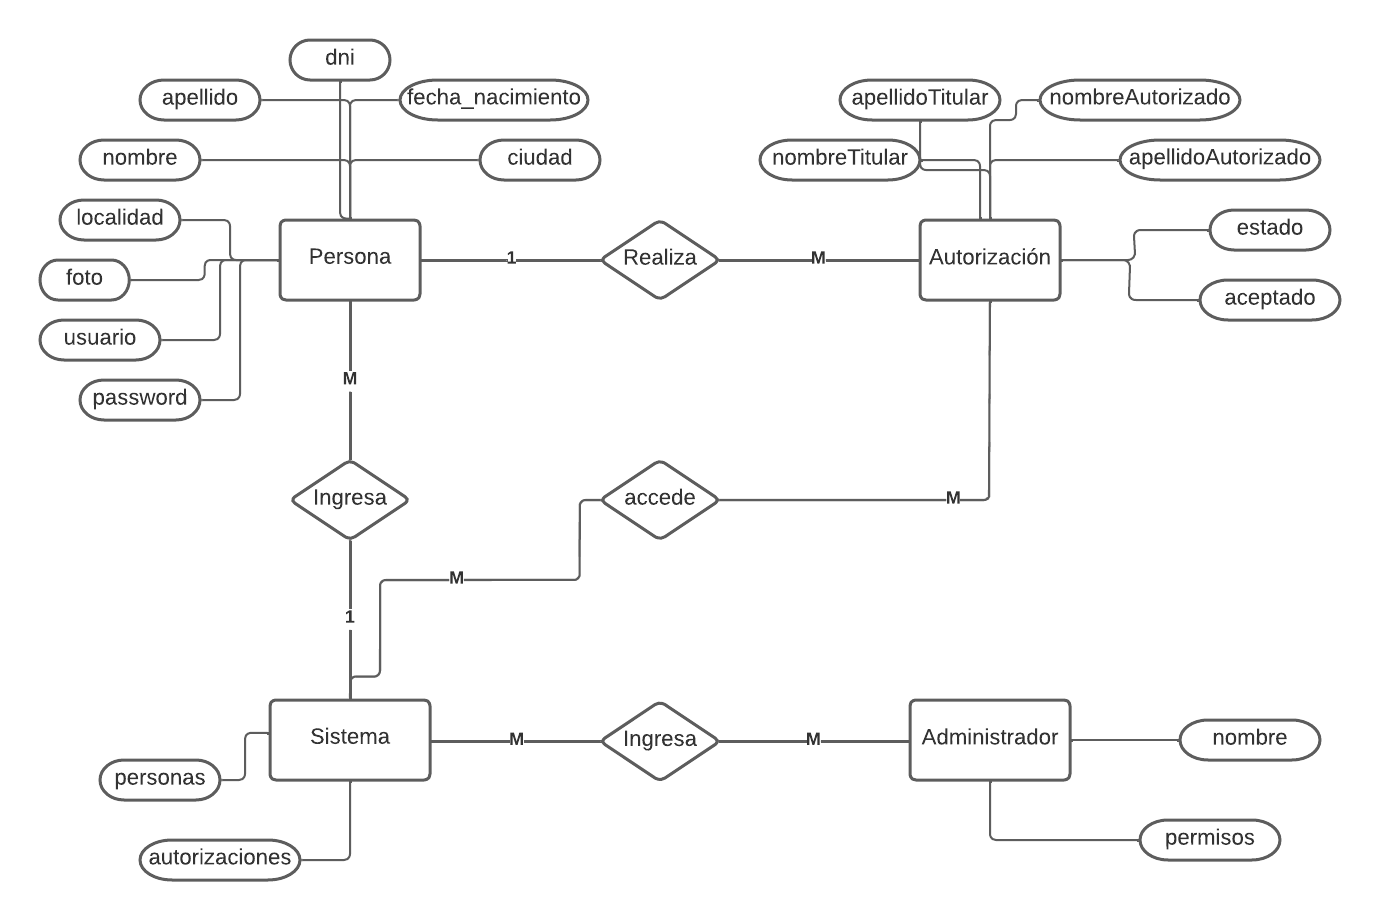 dni
apellido
fecha_nacimiento
apellidoTitular
nombreAutorizado
nombre
ciudad
nombreTitular
apellidoAutorizado
localidad
estado
Persona
1
Realiza
M
Autorización
foto
aceptado
usuario
M
password
Ingresa
accede
M
M
1
Sistema
M
Ingresa
M
Administrador
nombre
personas
permisos
autorizaciones